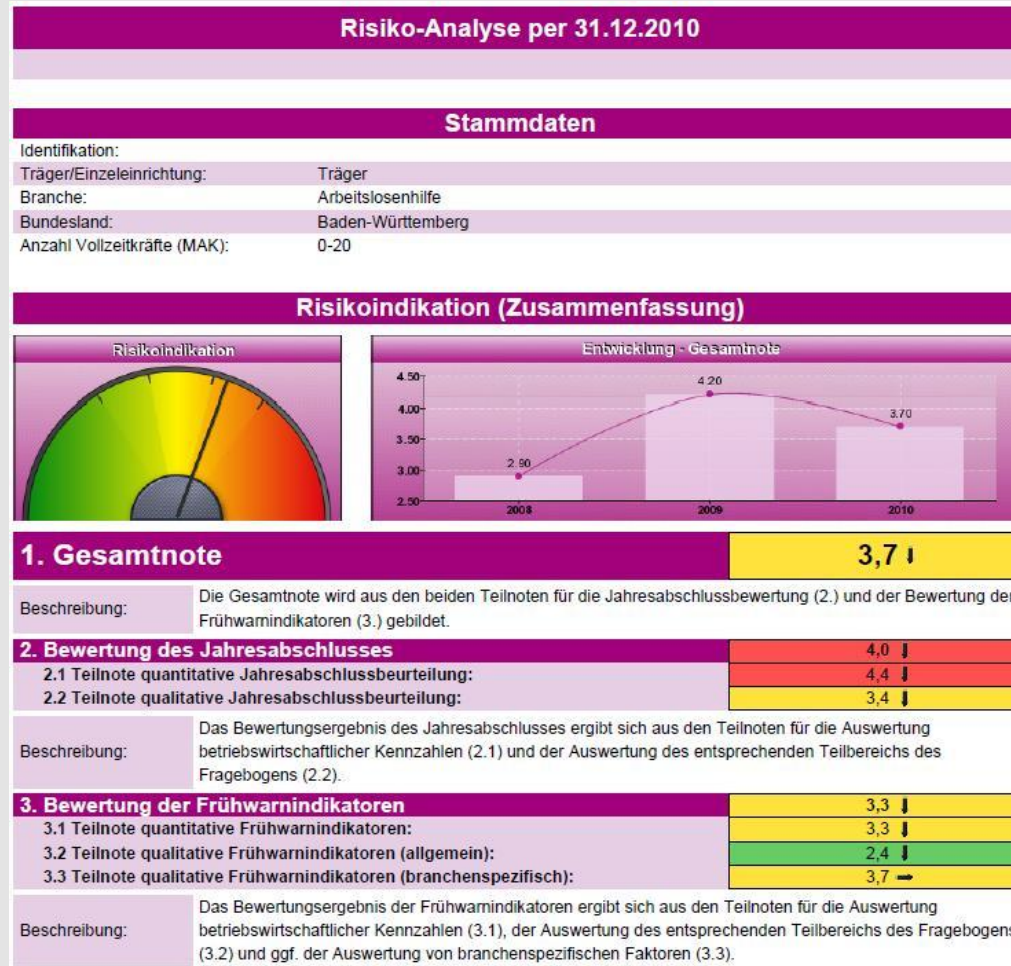 Risiko-Analyse per 31.12.2010
Stammdaten
Identifikation:
Träger/Einzeleinrichtung: Träger
Branche: Arbeitslosenhilfe
Bundesland: Baden-Württemberg
Anzahl Vollzeitkräfte (MAK): 0-20
Risikoindikation (Zusammenfassung)
Risikoindikation
Entwicklung - Gesamtnote
4.50
4.00
3.50
3.00
2.50
2.90
4.20
3.70
2008 2009 2010
1. Gesamtnote 3,7
Beschreibung:
Die Gesamtnote wird aus den beiden Teilnoten für die Jahresabschlussbewertung (2.) und der Bewertung der
Frühwarnindikatoren (3.) gebildet.
2. Bewertung des Jahresabschlusses 4,0
2.1 Teilnote quantitative Jahresabschlussbeurteilung: 4,4
2.2 Teilnote qualitative Jahresabschlussbeurteilung: 3,4
Beschreibung:
Das Bewertungsergebnis des Jahresabschlusses ergibt sich aus den Teilnoten für die Auswertung
betriebswirtschaftlicher Kennzahlen (2.1) und der Auswertung des entsprechenden Teilbereichs des
Fragebogens (2.2).
3. Bewertung der Frühwarnindikatoren 3,3
3.1 Teilnote quantitative Frühwarnindikatoren: 3,3
3.2 Teilnote qualitative Frühwarnindikatoren (allgemein): 2,4
3.3 Teilnote qualitative Frühwarnindikatoren (branchenspezifisch): 3,7
Beschreibung:
Das Bewertungsergebnis der Frühwarnindikatoren ergibt sich aus den Teilnoten für die Auswertung
betriebswirtschaftlicher Kennzahlen (3.1), der Auswertung des entsprechenden Teilbereichs des Fragebogens
(3.2) und ggf. der Auswertung von branchenspezifischen Faktoren (3.3).